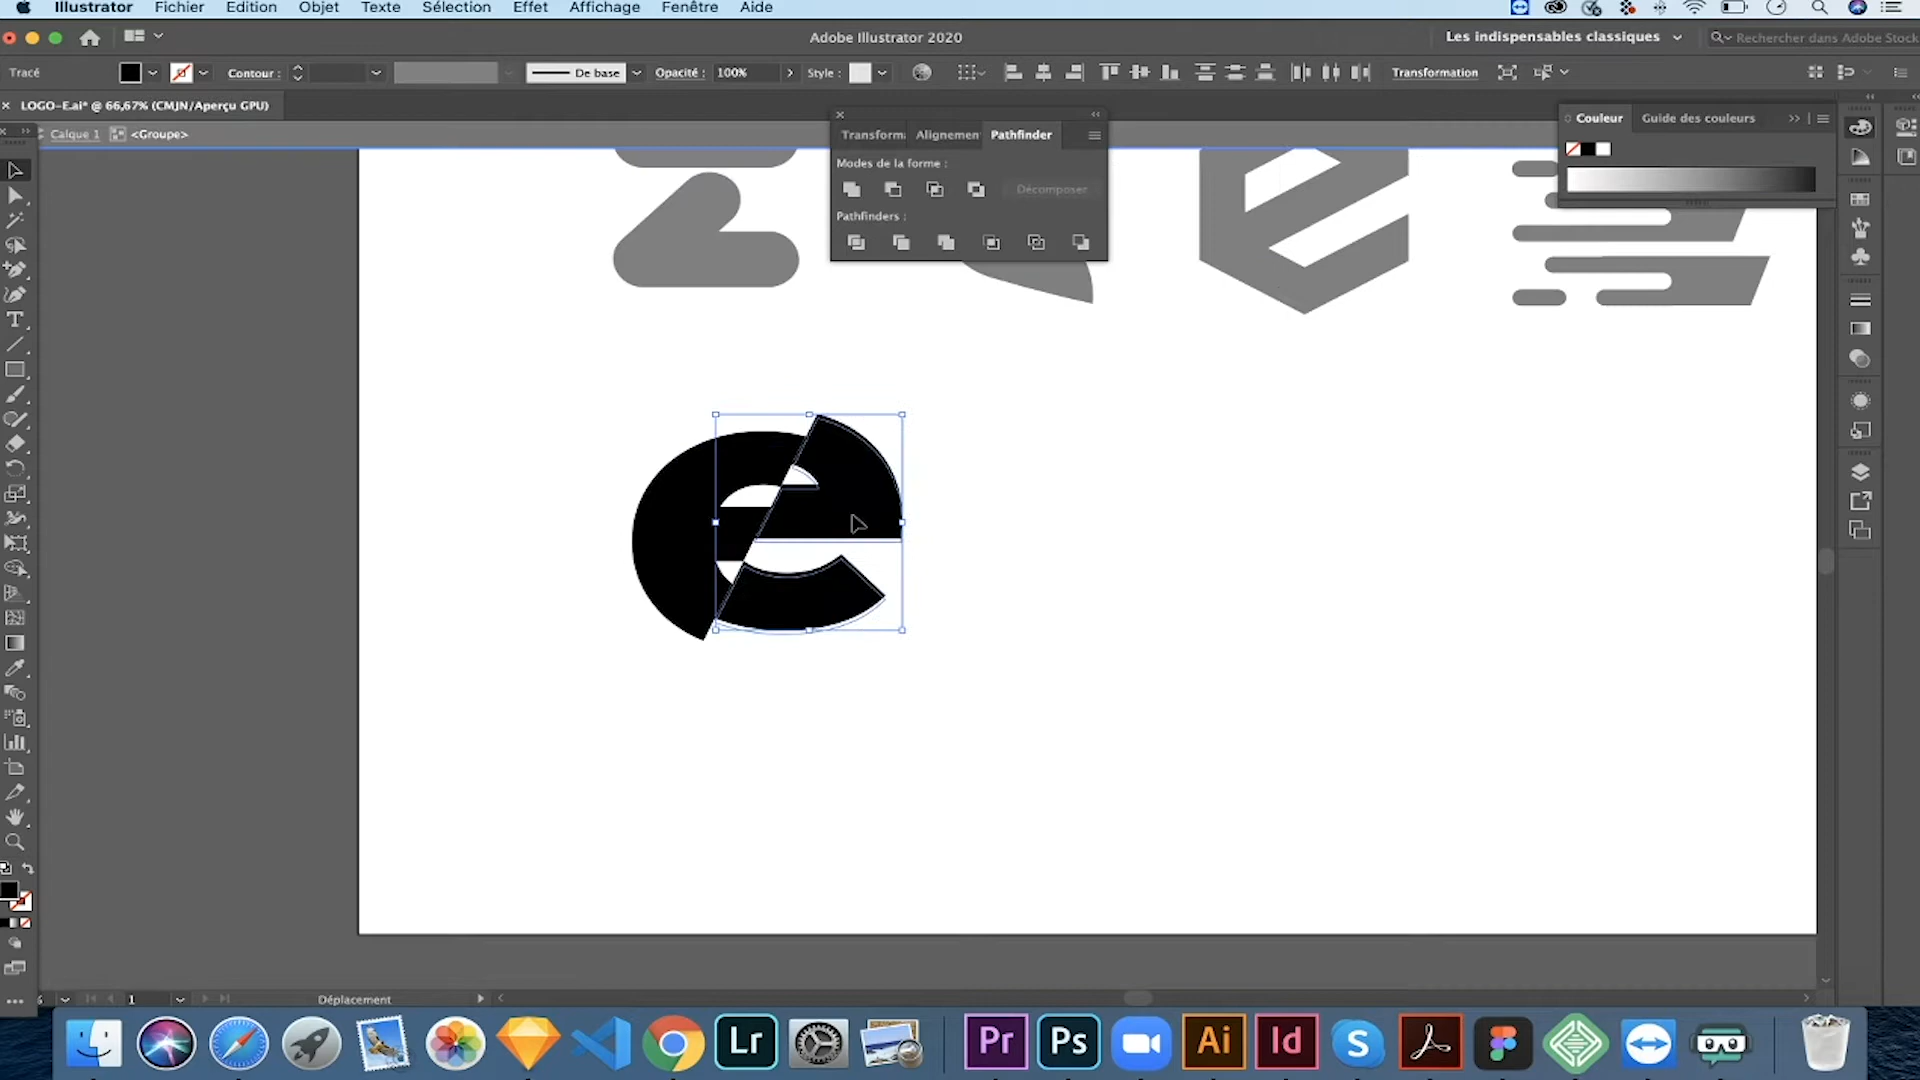 Illustrator Fichier Edition Objet Texte Sélection Effet Affichage Fenêtre Aide
Adobe Illustrator 2020
Les indispensables classiques
Rechercher dans Adobe Stock
Tracé
Contour :
De base
Opacité : 100%
Style :
Transformation
LOGO-E.ai* @ 66,67% (CMJN/Aperçu GPU)
Calque 1 <Groupe>
Transforma Alignemen Pathfinder
Modes de la forme :
Décomposer
Pathfinders :
Couleur Guide des couleurs
e
1
Déplacement
Lr Pr Ps Ai Id S